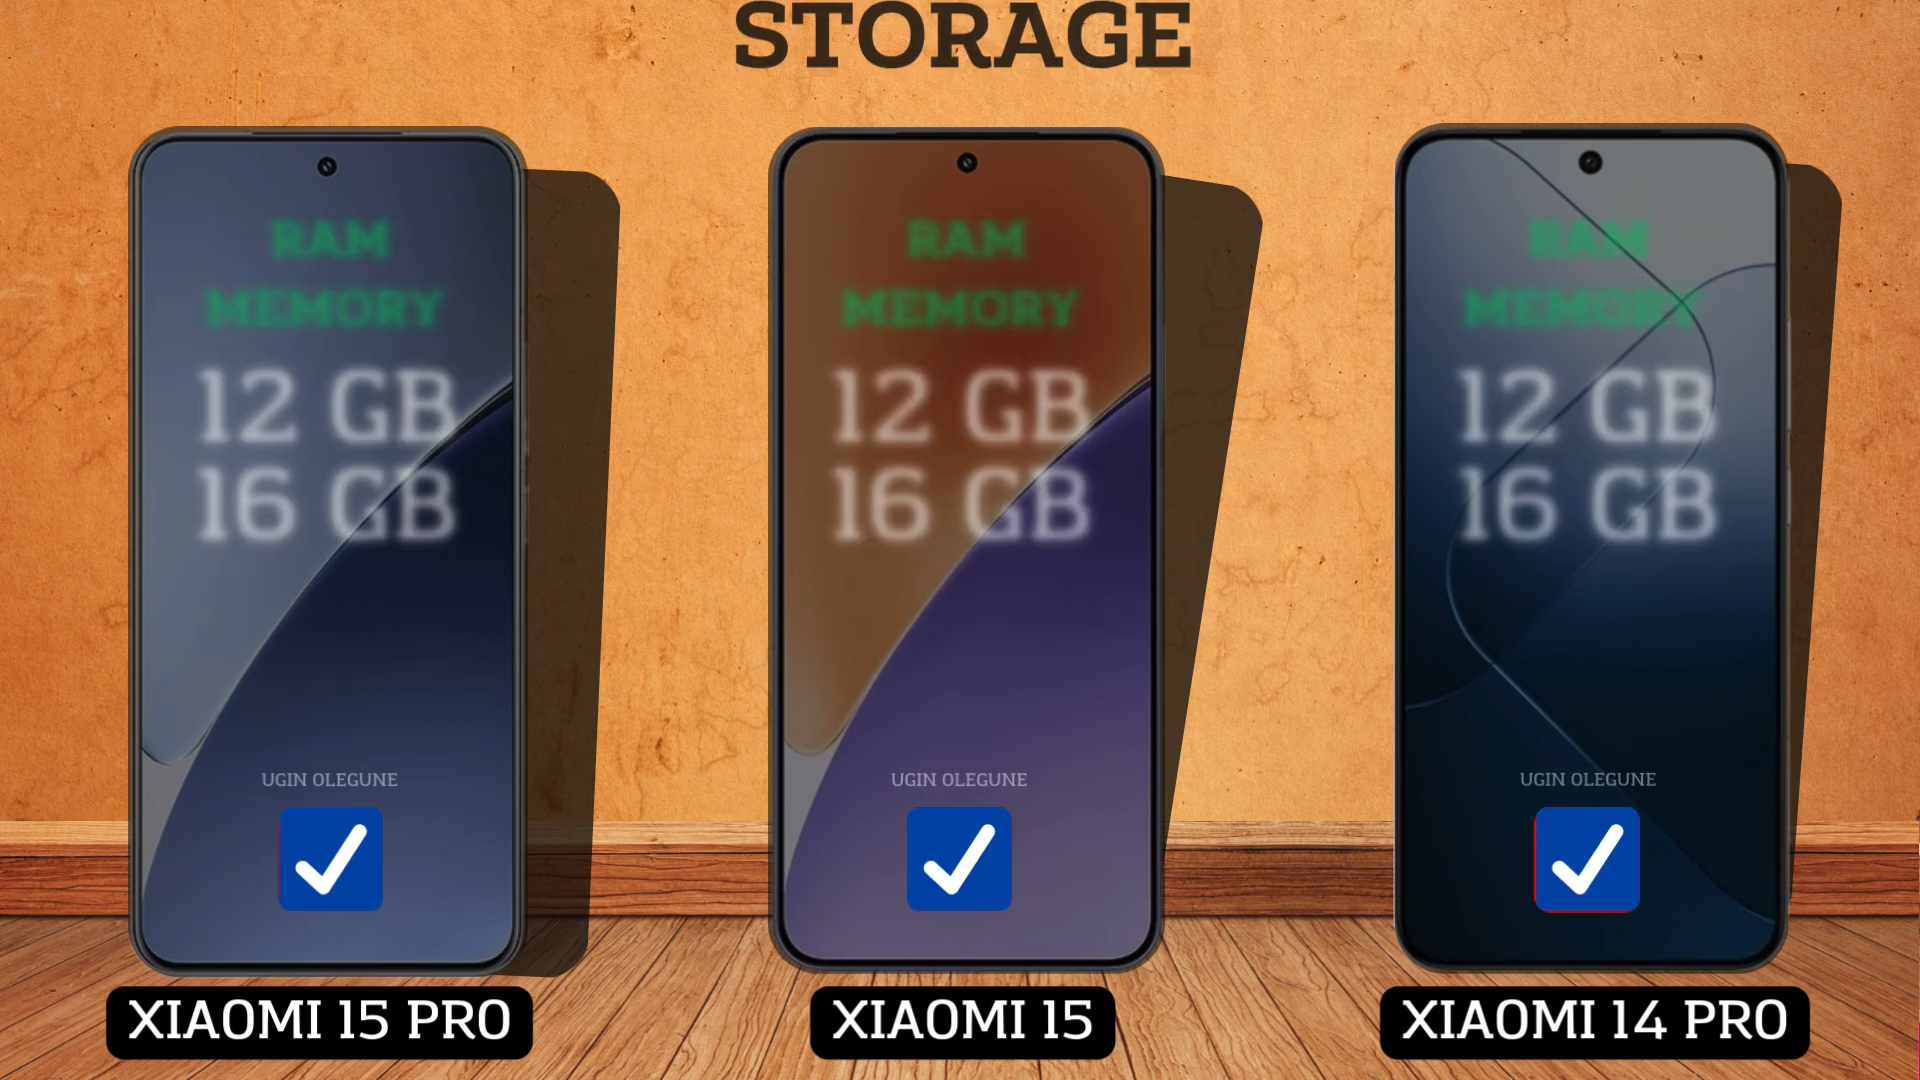 STORAGE
RAM
MEMORY
12 GB
16 GB
UGIN OLEGUNE
XIAOMI 15 PRO
RAM
MEMORY
12 GB
16 GB
UGIN OLEGUNE
XIAOMI 15
RAM
MEMORY
12 GB
16 GB
UGIN OLEGUNE
XIAOMI 14 PRO